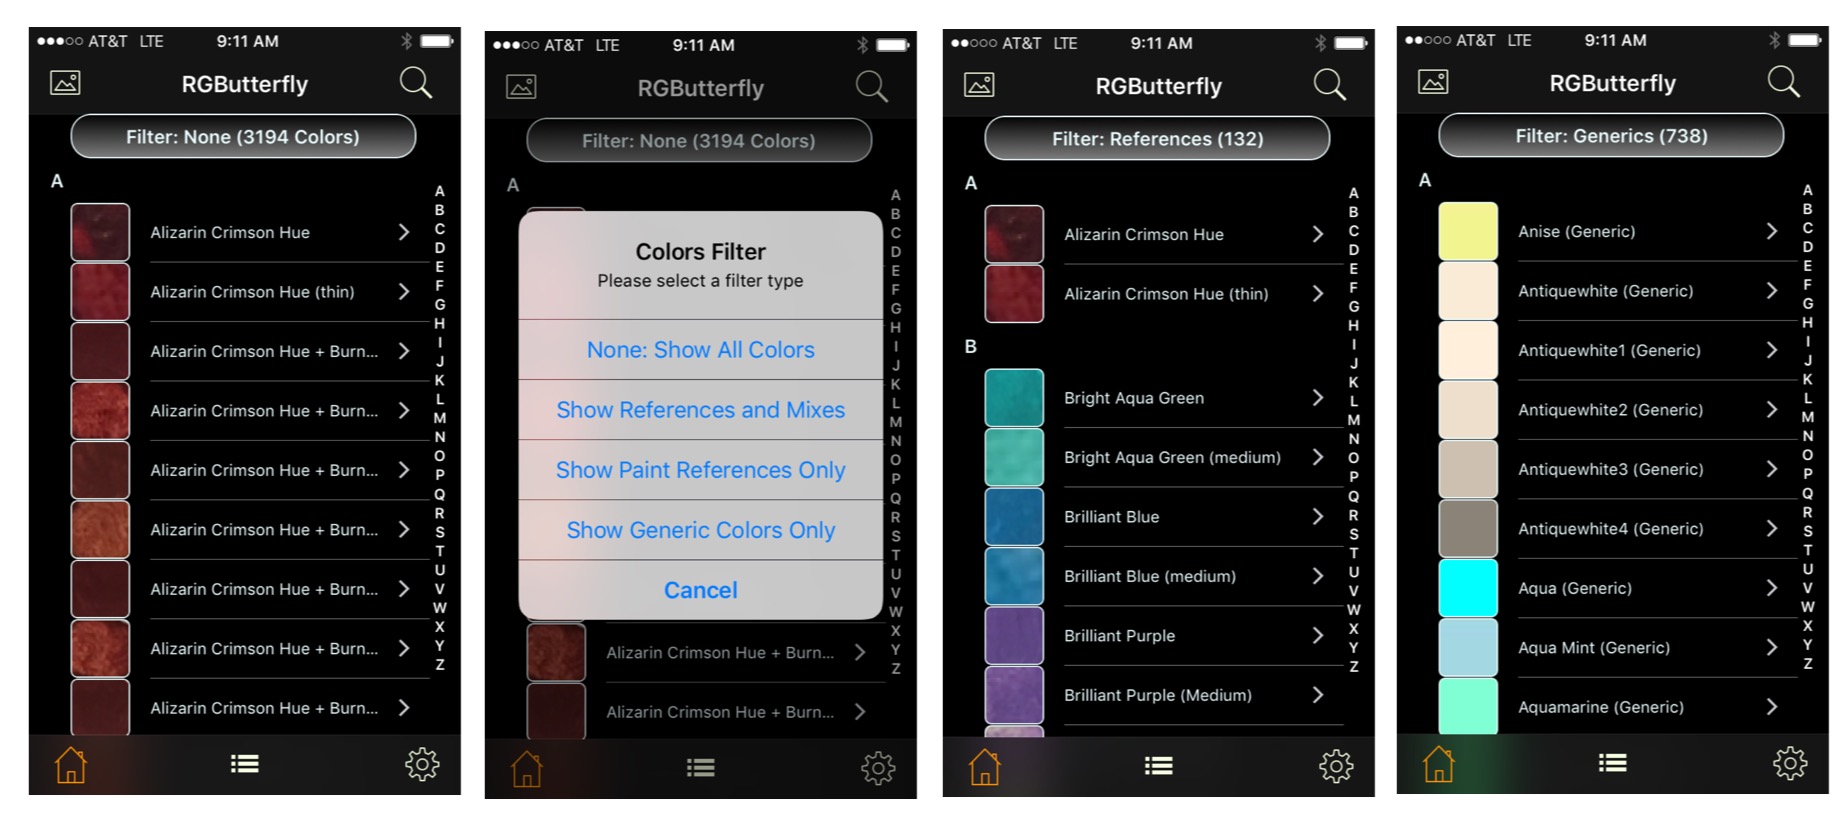 AT&T LTE 9:11 AM
RGButterfly
Filter: None (3194 Colors)
A
Alizarin Crimson Hue
Alizarin Crimson Hue (thin)
Alizarin Crimson Hue + Burn...
Alizarin Crimson Hue + Burn...
Alizarin Crimson Hue + Burn...
Alizarin Crimson Hue + Burn...
Alizarin Crimson Hue + Burn...
Alizarin Crimson Hue + Burn...
Alizarin Crimson Hue + Burn...
A
B
C
D
E
F
G
H
I
J
K
L
M
N
O
P
Q
R
S
T
U
V
W
X
Y
Z
AT&T LTE 9:11 AM
RGButterfly
Filter: None (3194 Colors)
A
Colors Filter
Please select a filter type
None: Show All Colors
Show References and Mixes
Show Paint References Only
Show Generic Colors Only
Cancel
Alizarin Crimson Hue + Burn...
Alizarin Crimson Hue + Burn...
A
B
C
D
E
F
G
H
I
J
K
L
M
N
O
P
Q
R
S
T
U
V
W
X
Y
Z
AT&T LTE 9:11 AM
RGButterfly
Filter: References (132)
A
Alizarin Crimson Hue
Alizarin Crimson Hue (thin)
B
Bright Aqua Green
Bright Aqua Green (medium)
Brilliant Blue
Brilliant Blue (medium)
Brilliant Purple
Brilliant Purple (Medium)
A
B
C
D
E
F
G
H
I
J
K
L
M
N
O
P
Q
R
S
T
U
V
W
X
Y
Z
AT&T LTE 9:11 AM
RGButterfly
Filter: Generics (738)
A
Anise (Generic)
Antiquewhite (Generic)
Antiquewhite1 (Generic)
Antiquewhite2 (Generic)
Antiquewhite3 (Generic)
Antiquewhite4 (Generic)
Aqua (Generic)
Aqua Mint (Generic)
Aquamarine (Generic)
A
B
C
D
E
F
G
H
I
J
K
L
M
N
O
P
Q
R
S
T
U
V
W
X
Y
Z